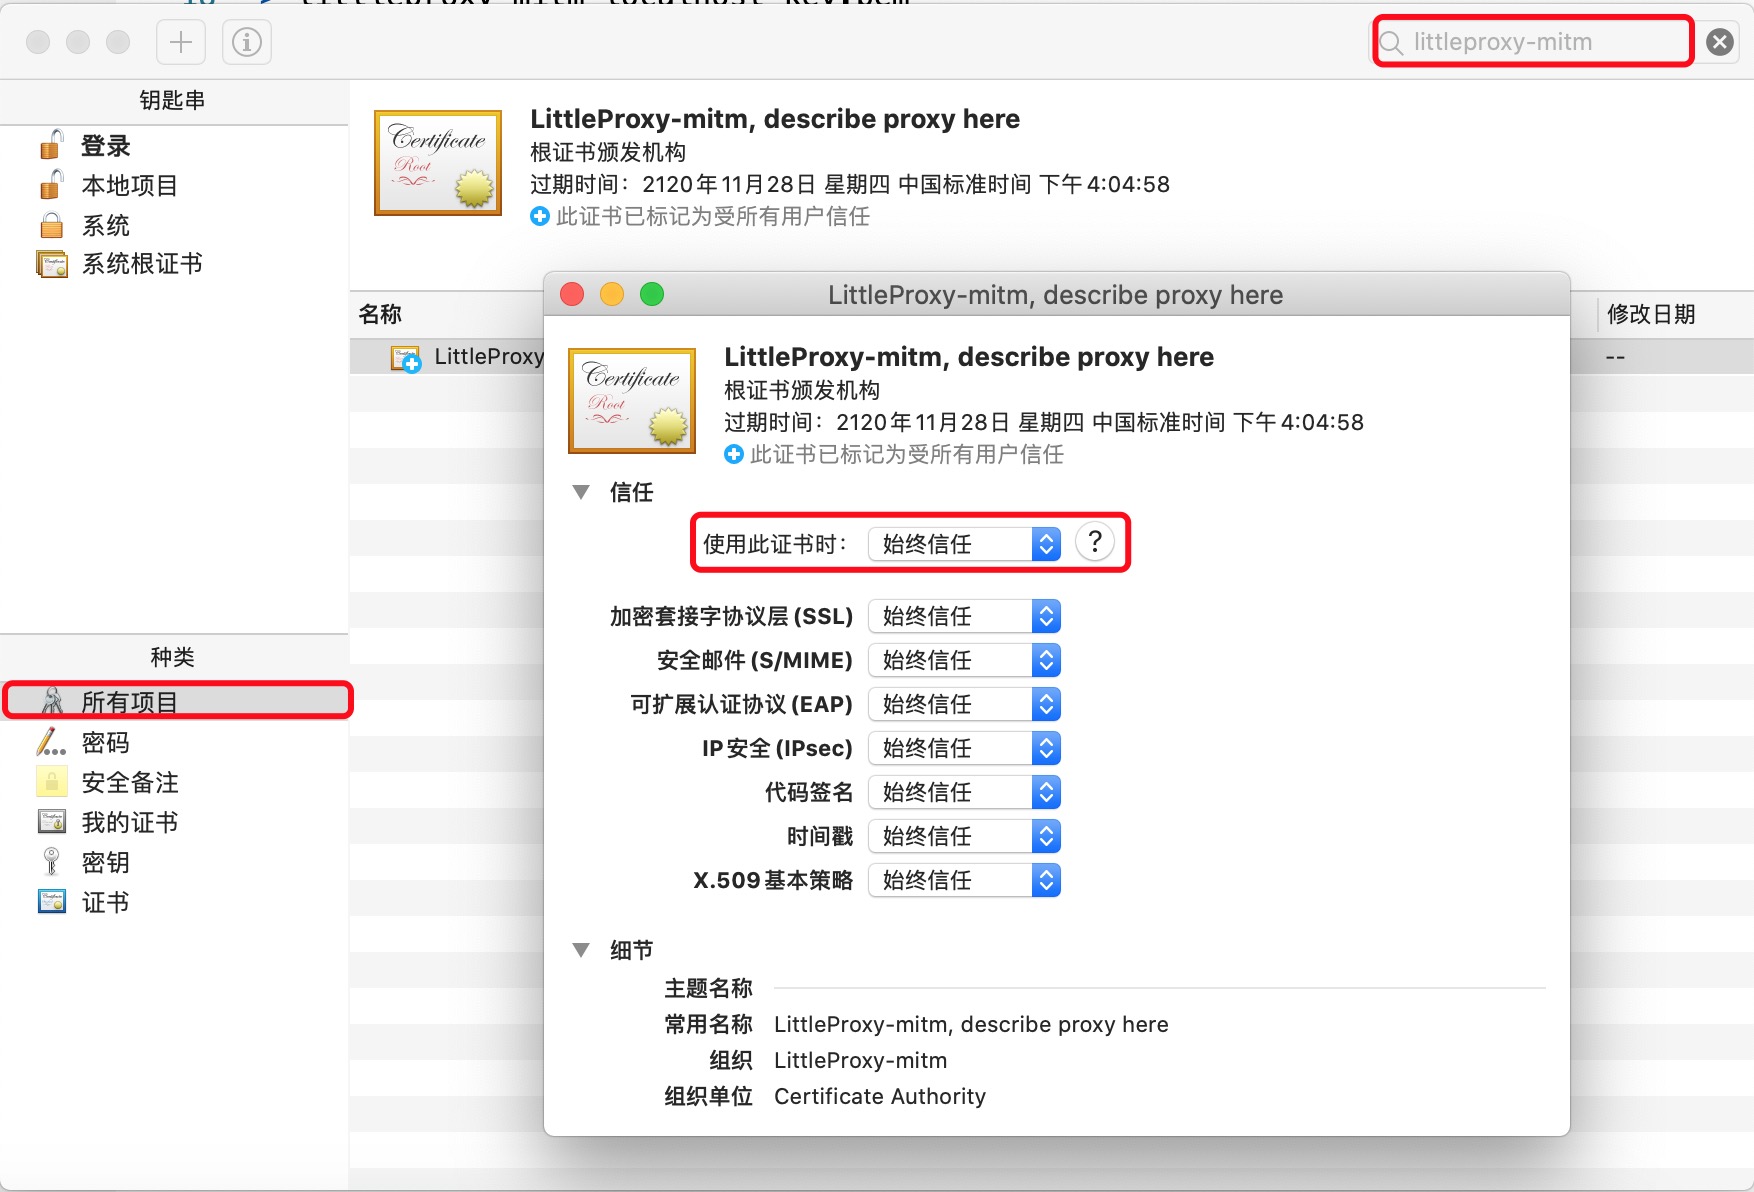 littleproxy-mitm
钥匙串
登录
本地项目
系统
系统根证书
LittleProxy-mitm, describe proxy here
根证书颁发机构
过期时间：2120年11月28日 星期四 中国标准时间 下午4:04:58
此证书已标记为受所有用户信任
名称
修改日期
LittleProxy
--
种类
所有项目
密码
安全备注
我的证书
密钥
证书
LittleProxy-mitm, describe proxy here
Certificate
Root
LittleProxy-mitm, describe proxy here
根证书颁发机构
过期时间：2120年11月28日 星期四 中国标准时间 下午4:04:58
此证书已标记为受所有用户信任
信任
使用此证书时： 始终信任 ?
加密套接字协议层 (SSL) 始终信任
安全邮件 (S/MIME) 始终信任
可扩展认证协议 (EAP) 始终信任
IP 安全 (IPsec) 始终信任
代码签名 始终信任
时间戳 始终信任
X.509 基本策略 始终信任
细节
主题名称
常用名称 LittleProxy-mitm, describe proxy here
组织 LittleProxy-mitm
组织单位 Certificate Authority
Certificate
Root